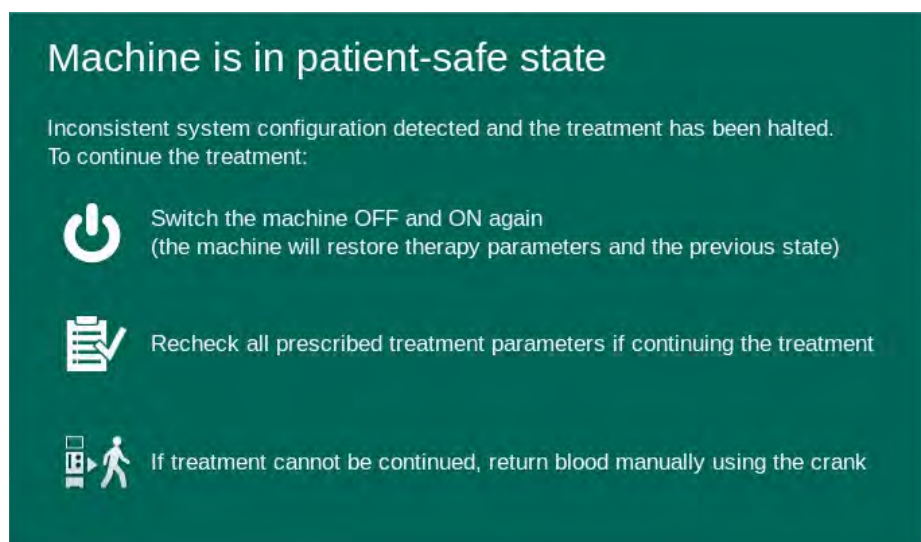 Machine is in patient-safe state
Inconsistent system configuration detected and the treatment has been halted.
To continue the treatment:
Switch the machine OFF and ON again
(the machine will restore therapy parameters and the previous state)
Recheck all prescribed treatment parameters if continuing the treatment
If treatment cannot be continued, return blood manually using the crank